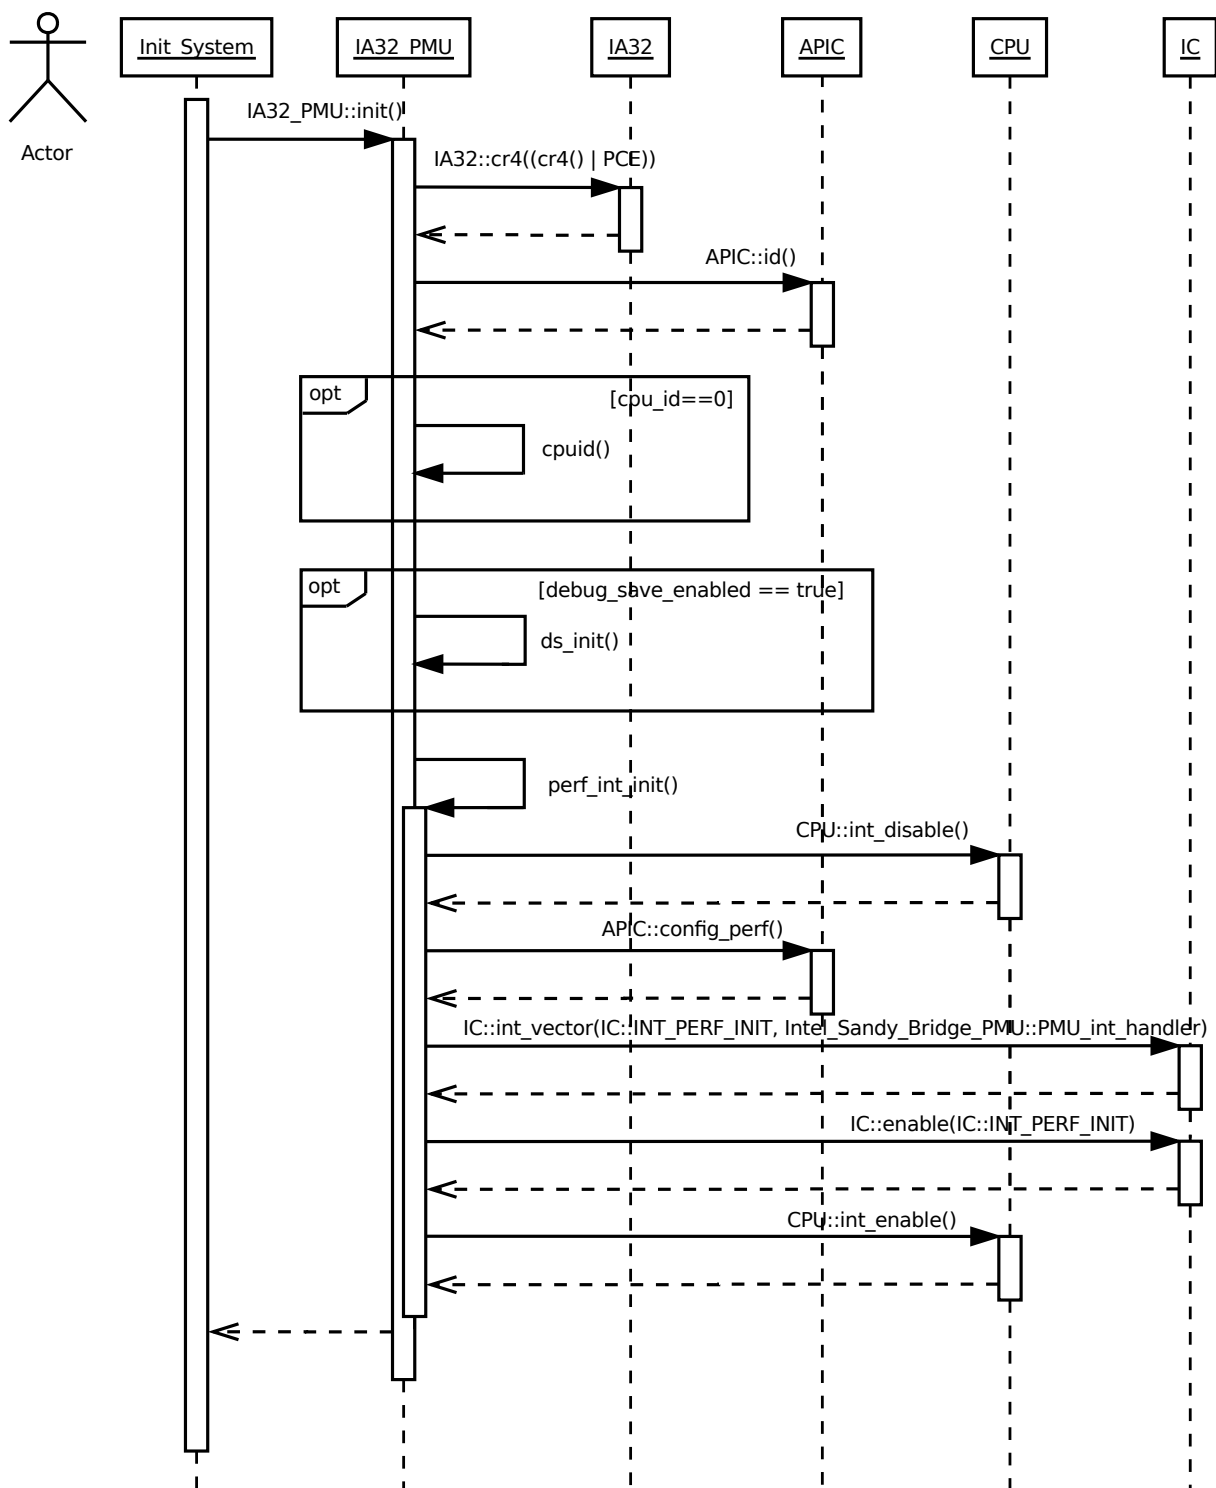 Init_System
IA32_PMU
IA32
APIC
CPU
IC
Actor
IA32_PMU::init()
IA32::cr4((cr4() | PCE))
APIC::id()
opt
[cpu_id==0]
cpuid()
opt
[debug_save_enabled == true]
ds_init()
perf_int_init()
CPU::int_disable()
APIC::config_perf()
IC::int_vector(IC::INT_PERF_INIT, Intel_Sandy_Bridge_PMU::PMU_int_handler)
IC::enable(IC::INT_PERF_INIT)
CPU::int_enable()